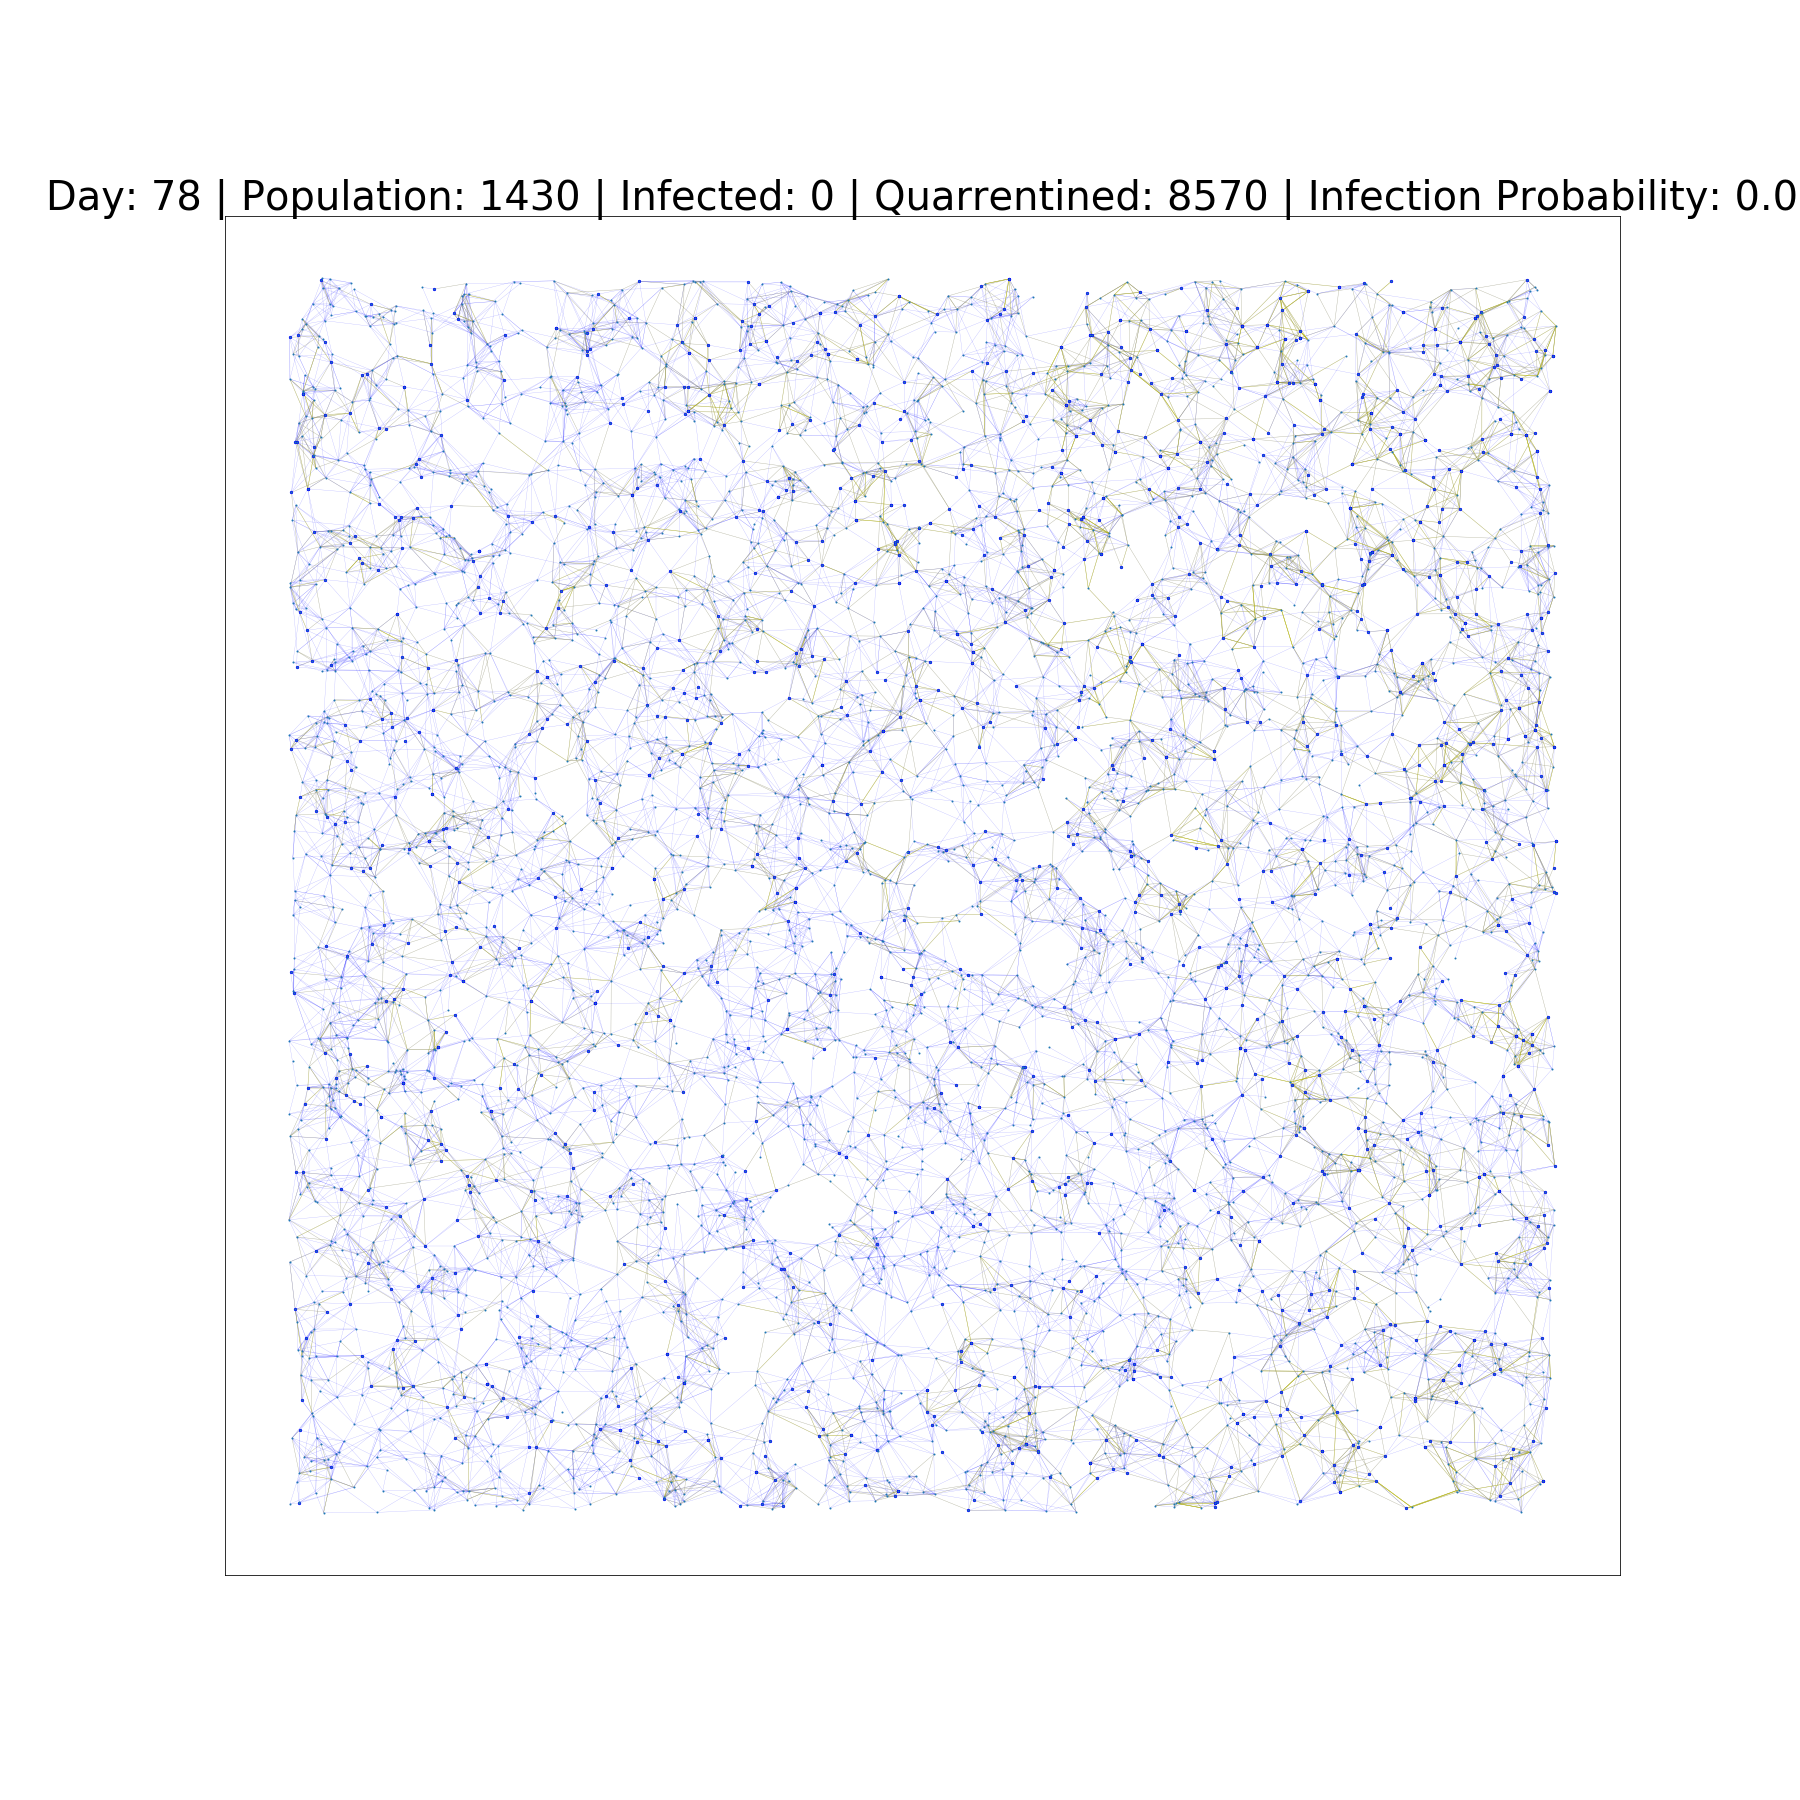 Day: 78 | Population: 1430 | Infected: 0 | Quarrentined: 8570 | Infection Probability: 0.0